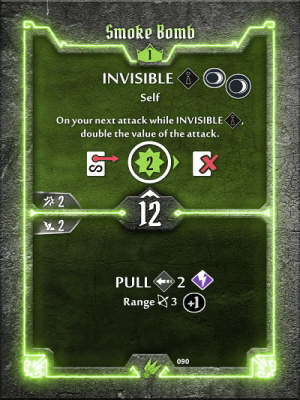 Smoke Bomb
1
INVISIBLE
Self
On your next attack while INVISIBLE ,
double the value of the attack.
S 2
2
2
12
PULL 2
Range 3 +1
090